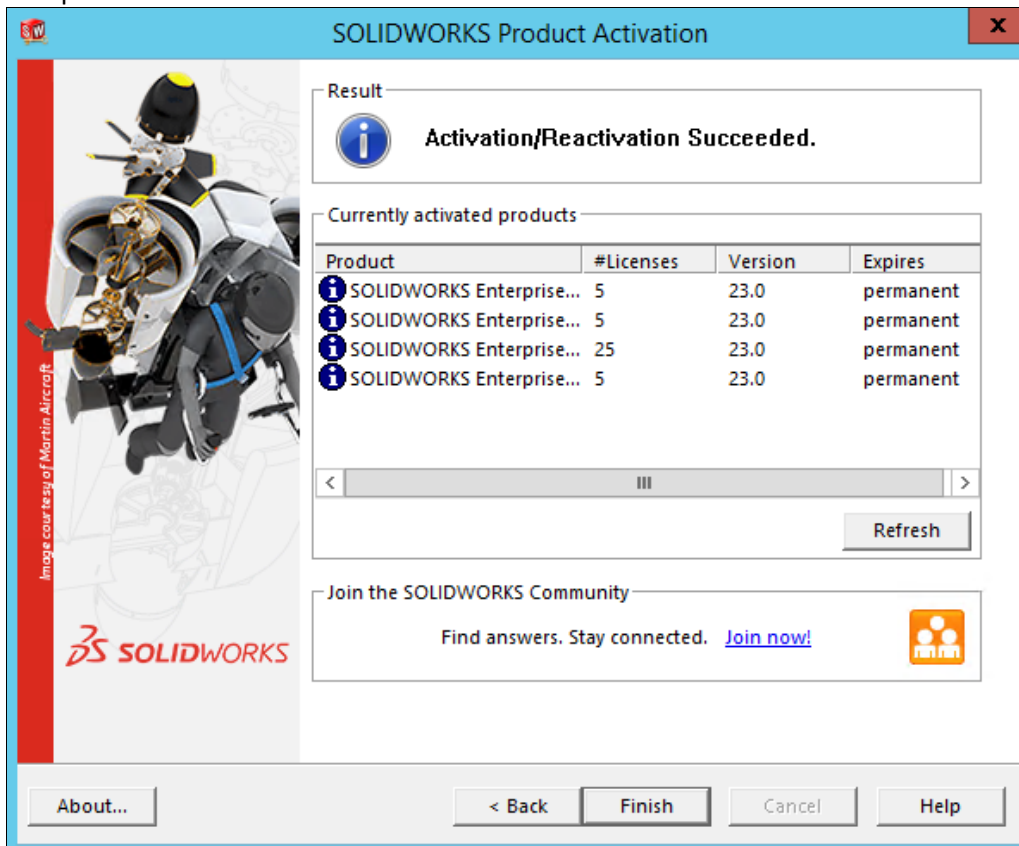 SOLIDWORKS Product Activation
X
Result
Activation/Reactivation Succeeded.
Currently activated products
Product #Licenses Version Expires
SOLIDWORKS Enterprise... 5 23.0 permanent
SOLIDWORKS Enterprise... 5 23.0 permanent
SOLIDWORKS Enterprise... 25 23.0 permanent
SOLIDWORKS Enterprise... 5 23.0 permanent
Refresh
Image courtesy of Martin Aircraft
Join the SOLIDWORKS Community
Find answers. Stay connected. Join now!
SOLIDWORKS
About... < Back Finish Cancel Help